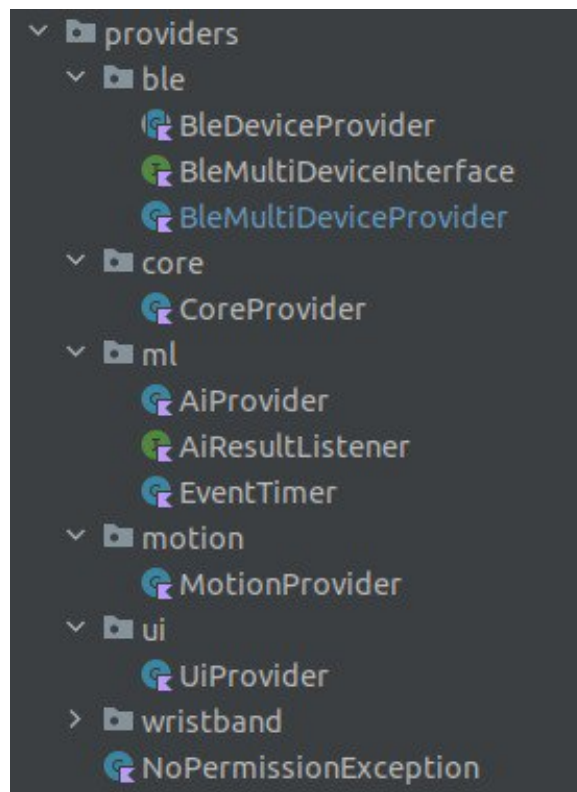 providers
ble
BleDeviceProvider
BleMultiDeviceInterface
BleMultiDeviceProvider
core
CoreProvider
ml
AiProvider
AiResultListener
EventTimer
motion
MotionProvider
ui
UiProvider
wristband
NoPermissionException